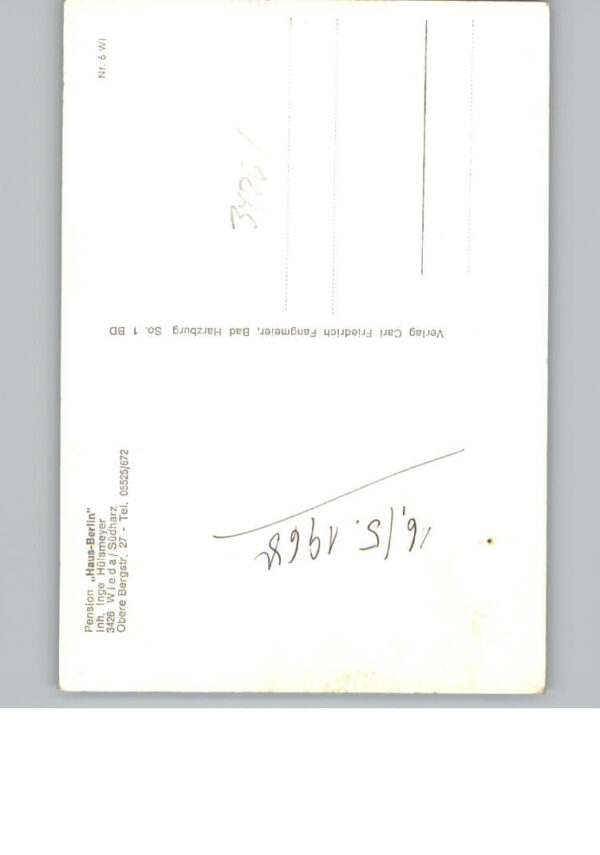 Pension „Haus-Berlin"
Inh. Inge Hülsmeyer
3426 Wieda/Südharz
Obere Bergstr. 27 - Tel. 05525/672
Verlag Carl Friedrich Fangmeier, Bad Harzburg So. 1 BD
Nr. 6 WI
16./5. 1968